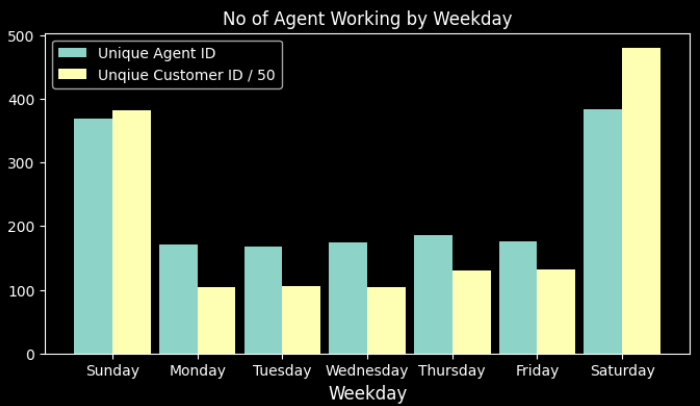 No of Agent Working by Weekday
500
400
300
200
100
0
Unique Agent ID
Unqiue Customer ID / 50
Sunday Monday Tuesday Wednesday Thursday Friday Saturday
Weekday